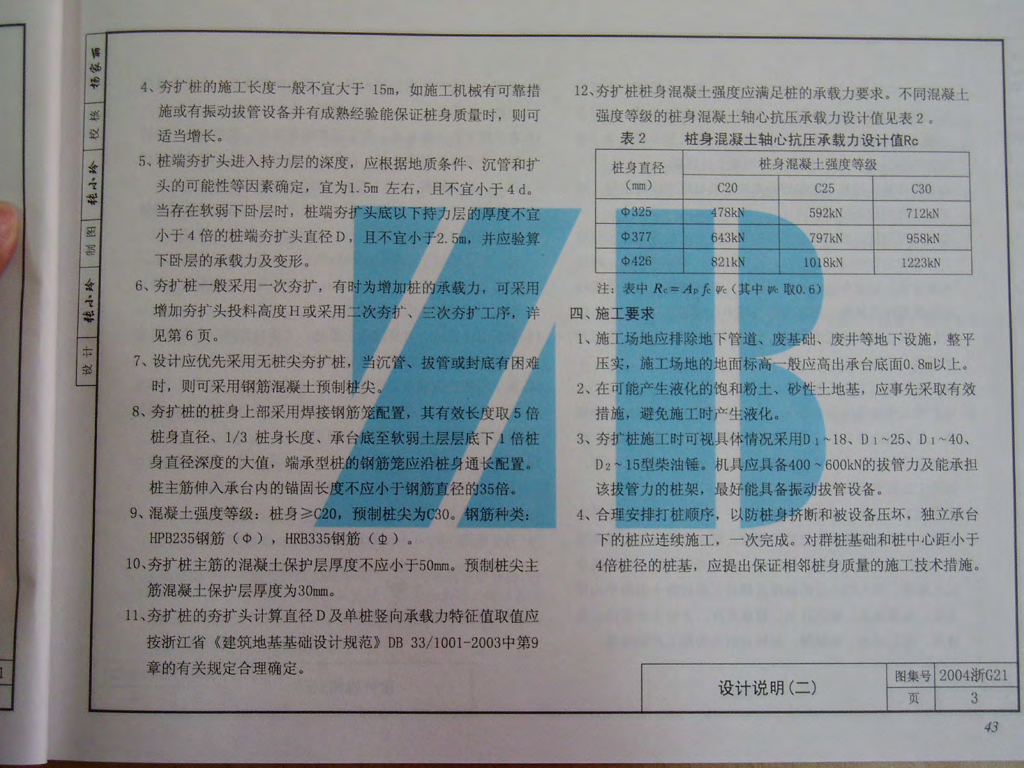 4、夯扩桩的施工长度一般不宜大于 15m，如施工机械有可靠措
施或有振动拔管设备并有成熟经验能保证桩身质量时，则可
适当增长。
5、桩端夯扩头进入持力层的深度，应根据地质条件、沉管和扩
头的可能性等因素确定，宜为1.5m 左右，且不宜小于 4 d。
当存在软弱下卧层时，桩端夯扩头底以下持力层的厚度不宜
小于 4 倍的桩端夯扩头直径 D，且不宜小于2.5m，并应验算
下卧层的承载力及变形。
6、夯扩桩一般采用一次夯扩，有时为增加桩的承载力，可采用
增加夯扩头投料高度 H 或采用二次夯扩、三次夯扩工序，详
见第 6 页。
7、设计应优先采用无桩尖夯扩桩，当沉管、拔管或封底有困难
时，则可采用钢筋混凝土预制桩尖。
8、夯扩桩的桩身上部采用焊接钢筋笼配置，其有效长度取 5 倍
桩身直径、1/3 桩身长度、承台底至软弱土层层底下 1 倍桩
身直径深度的大值，端承型桩的钢筋笼应沿桩身通长配置。
桩主筋伸入承台内的锚固长度不应小于钢筋直径的35倍。
9、混凝土强度等级：桩身≥C20，预制桩尖为C30。钢筋种类：
HPB235钢筋（Φ），HRB335钢筋（Φ）。
10、夯扩桩主筋的混凝土保护层厚度不应小于50mm。预制桩尖主
筋混凝土保护层厚度为30mm。
11、夯扩桩的夯扩头计算直径 D 及单桩竖向承载力特征值取值应
按浙江省《建筑地基基础设计规范》DB 33/1001-2003中第9
章的有关规定合理确定。
12、夯扩桩桩身混凝土强度应满足桩的承载力要求。不同混凝土
强度等级的桩身混凝土轴心抗压承载力设计值见表 2 。
表 2 桩身混凝土轴心抗压承载力设计值Rc
桩身直径（mm） 桩身混凝土强度等级
C20 C25 C30
Φ325 478kN 592kN 712kN
Φ377 643kN 797kN 958kN
Φ426 821kN 1018kN 1223kN
注：表中 Rc = Ap fc ψc (其中 ψc 取0.6)
四、施工要求
1、施工场地应排除地下管道、废基础、废井等地下设施，整平
压实，施工场地的地面标高一般应高出承台底面0.8m以上。
2、在可能产生液化的饱和粉土、砂性土地基，应事先采取有效
措施，避免施工时产生液化。
3、夯扩桩施工时可视具体情况采用D1~18、D1~25、D1~40、
D2~15型柴油锤。机具应具备400~600kN的拔管力及能承担
该拔管力的桩架，最好能具备振动拔管设备。
4、合理安排打桩顺序，以防桩身挤断和被设备压坏，独立承台
下的桩应连续施工，一次完成。对群桩基础和桩中心距小于
4倍桩径的桩基，应提出保证相邻桩身质量的施工技术措施。
设计说明(二)
图集号 2004浙G21
页 3
43
校核 杨家丽
制图 张小玲
设计 张小玲